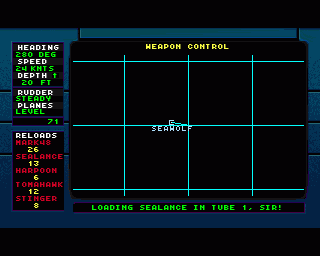 HEADING
280 DEG
SPEED
24 KNTS
DEPTH ↑
20 FT
RUDDER
STEADY
PLANES
LEVEL
71
RELOADS
MARK48
26
SEALANCE
13
HARPOON
6
TOMAHAWK
12
STINGER
8
WEAPON CONTROL
SEAWOLF
LOADING SEALANCE IN TUBE 1, SIR!